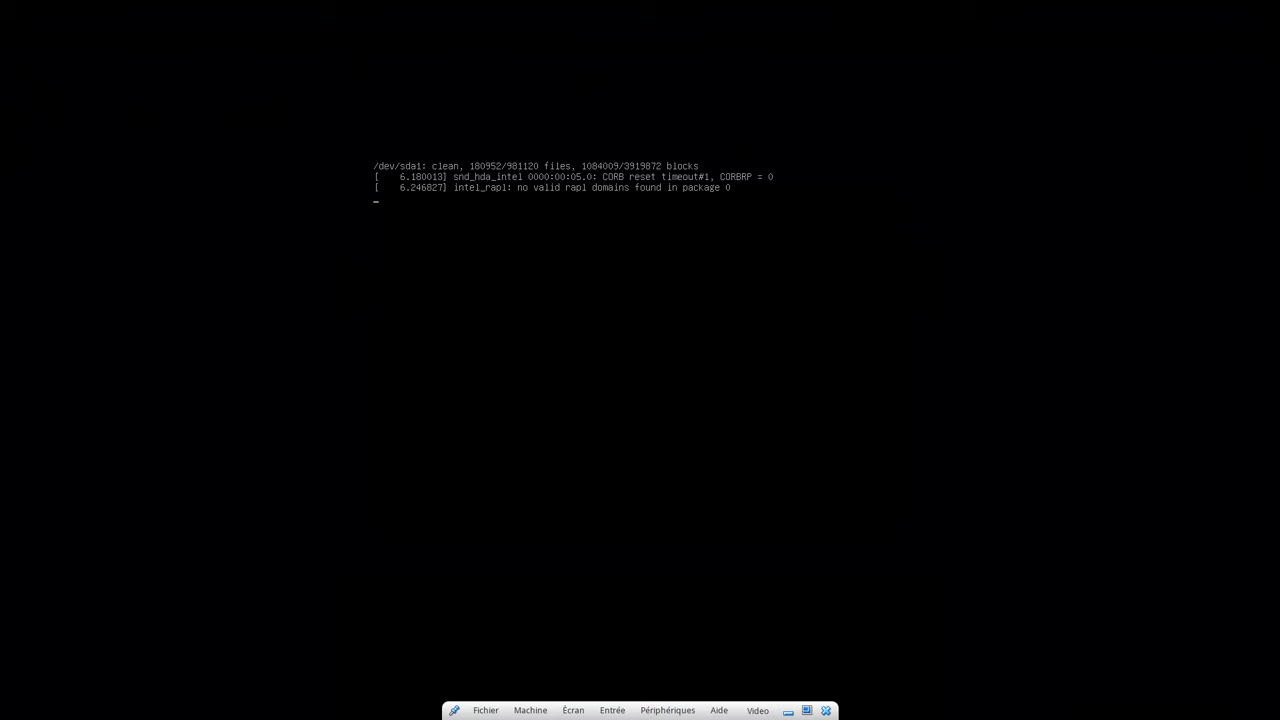 /dev/sda1: clean, 180952/981120 files, 1084009/3919872 blocks
[    6.180013] snd_hda_intel 0000:00:05.0: CORB reset timeout#1, CORBRP = 0
[    6.246827] intel_rapl: no valid rapl domains found in package 0
Fichier Machine Écran Entrée Périphériques Aide Video